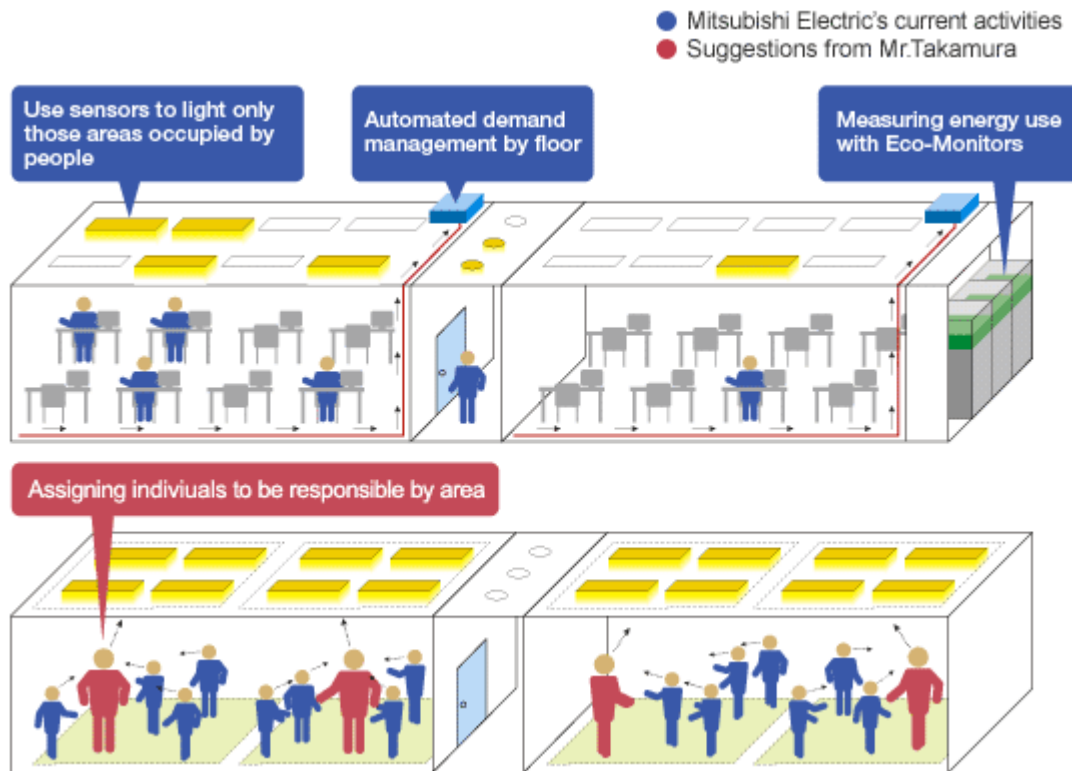 Mitsubishi Electric's current activities
Suggestions from Mr.Takamura
Use sensors to light only
those areas occupied by
people
Automated demand
management by floor
Measuring energy use
with Eco-Monitors
Assigning indiviuals to be responsible by area